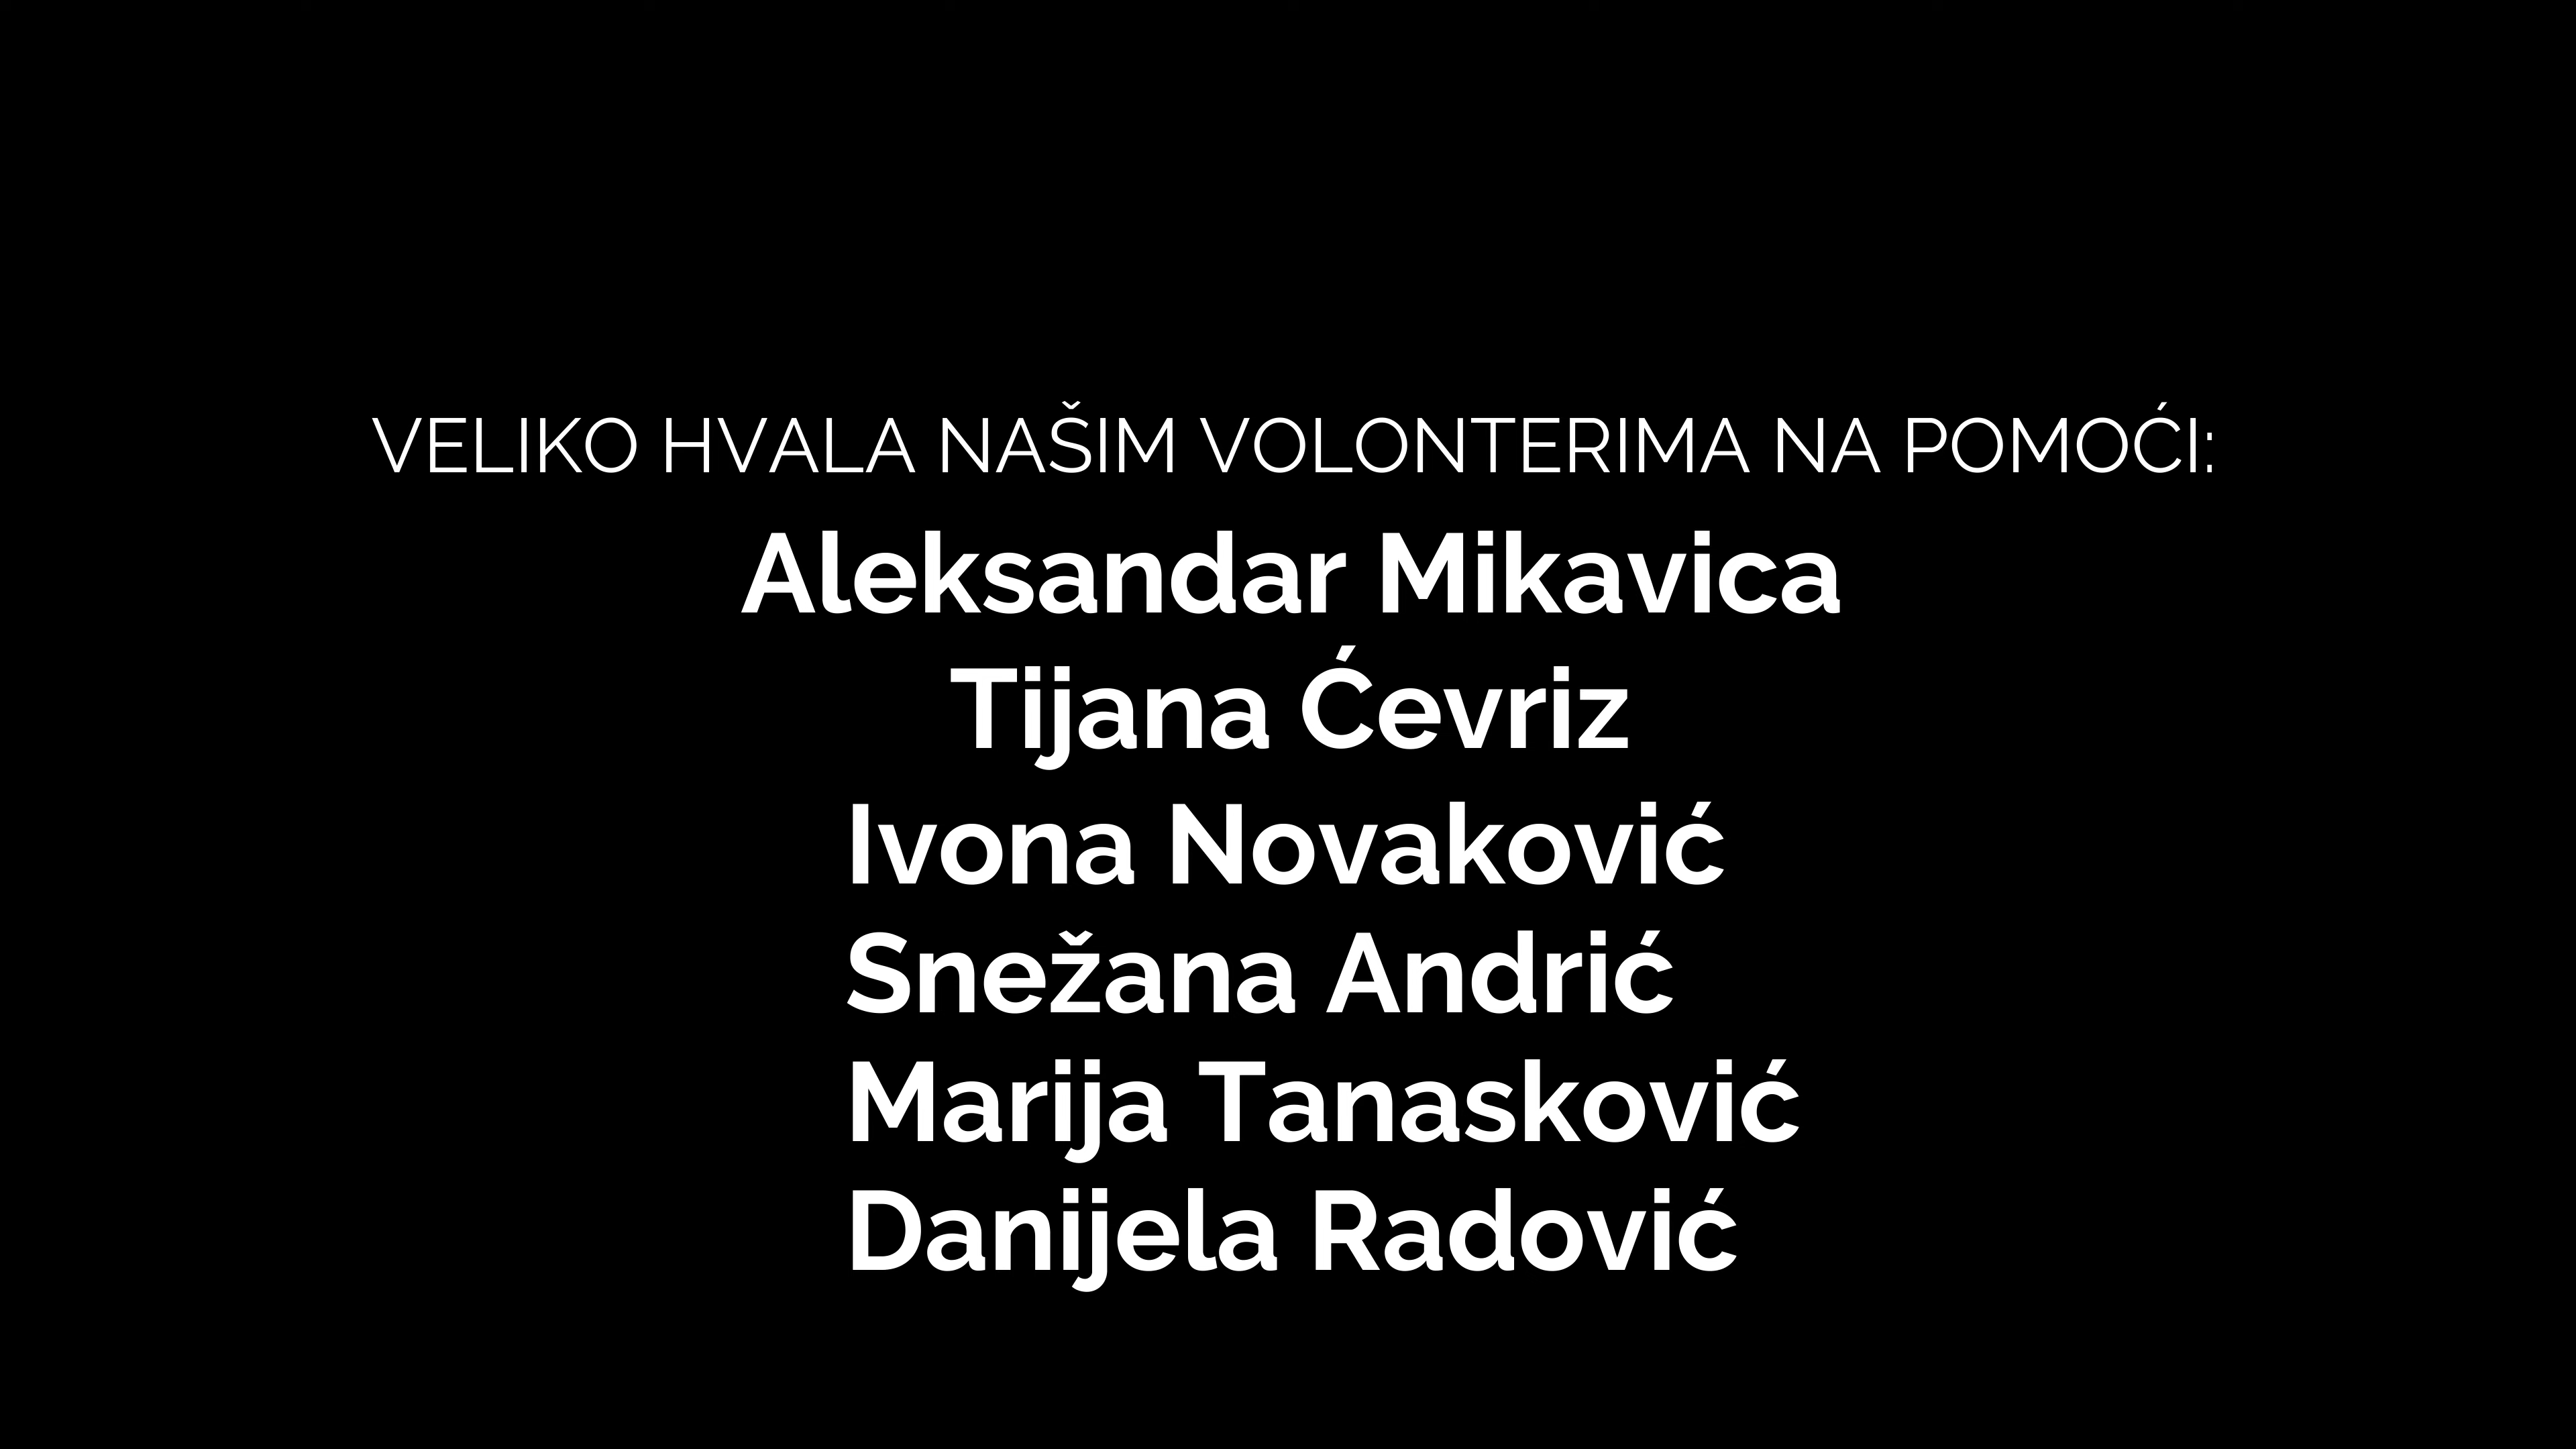 VELIKO HVALA NAŠIM VOLONTERIMA NA POMOĆI:
Aleksandar Mikavica
Tijana Ćevriz
Ivona Novaković
Snežana Andrić
Marija Tanasković
Danijela Radović